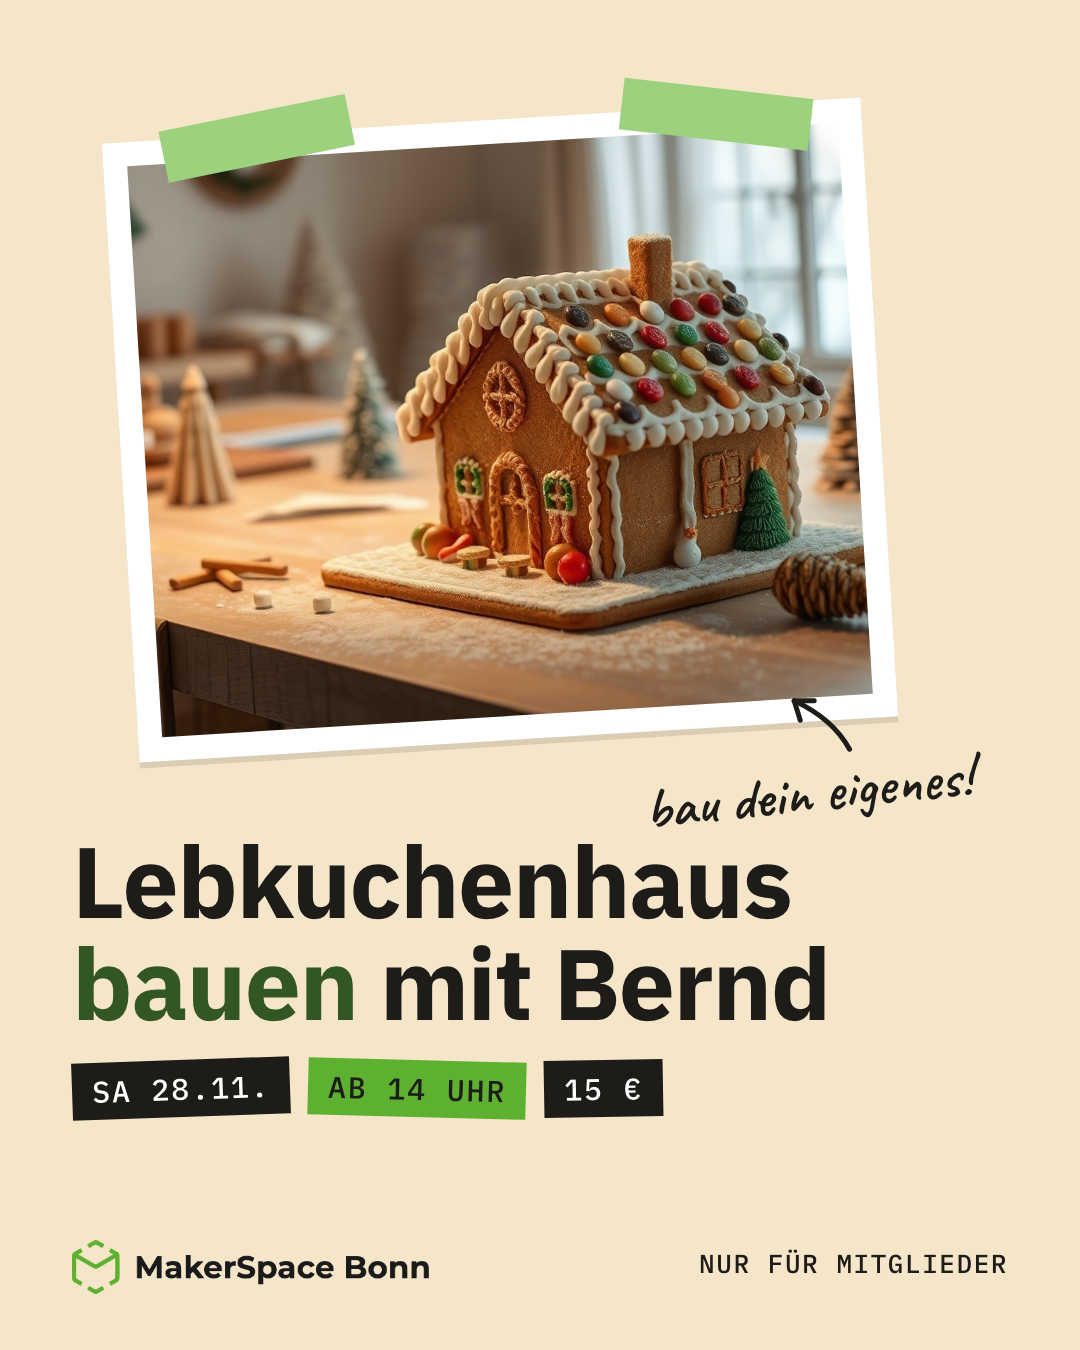 bau dein eigenes!
Lebkuchenhaus
bauen mit Bernd
SA 28.11. AB 14 UHR 15 €
MakerSpace Bonn NUR FÜR MITGLIEDER